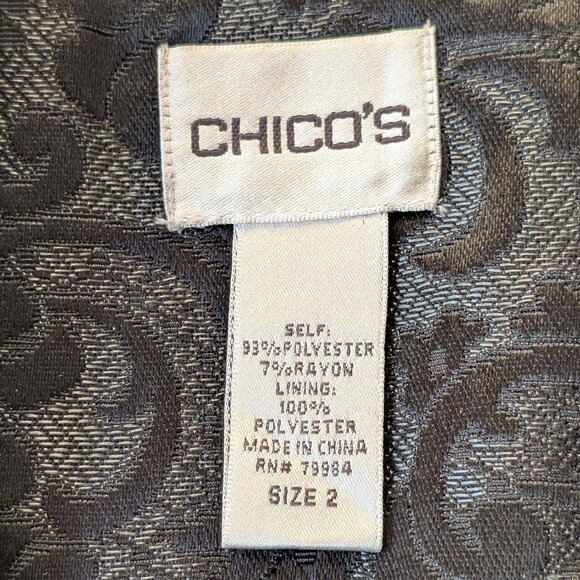 CHICO'S
SELF:
93% POLYESTER
7% RAYON
LINING:
100%
POLYESTER
MADE IN CHINA
RN# 79984
SIZE 2